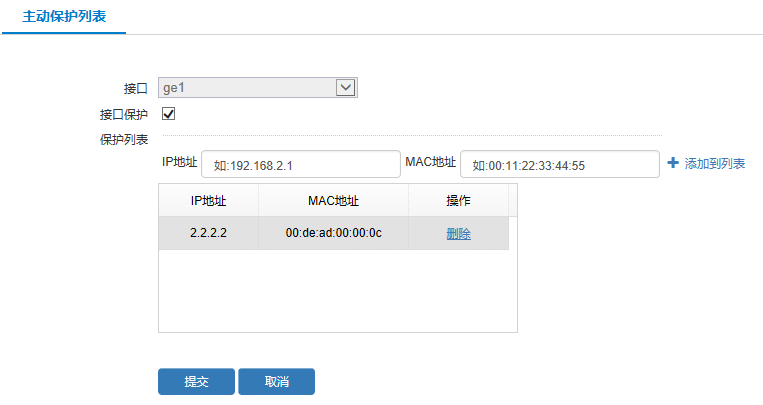 主动保护列表
接口 ge1
接口保护
保护列表
IP地址 如:192.168.2.1 MAC地址 如:00:11:22:33:44:55 添加到列表
IP地址 MAC地址 操作
2.2.2.2 00:de:ad:00:00:0c 删除
提交 取消